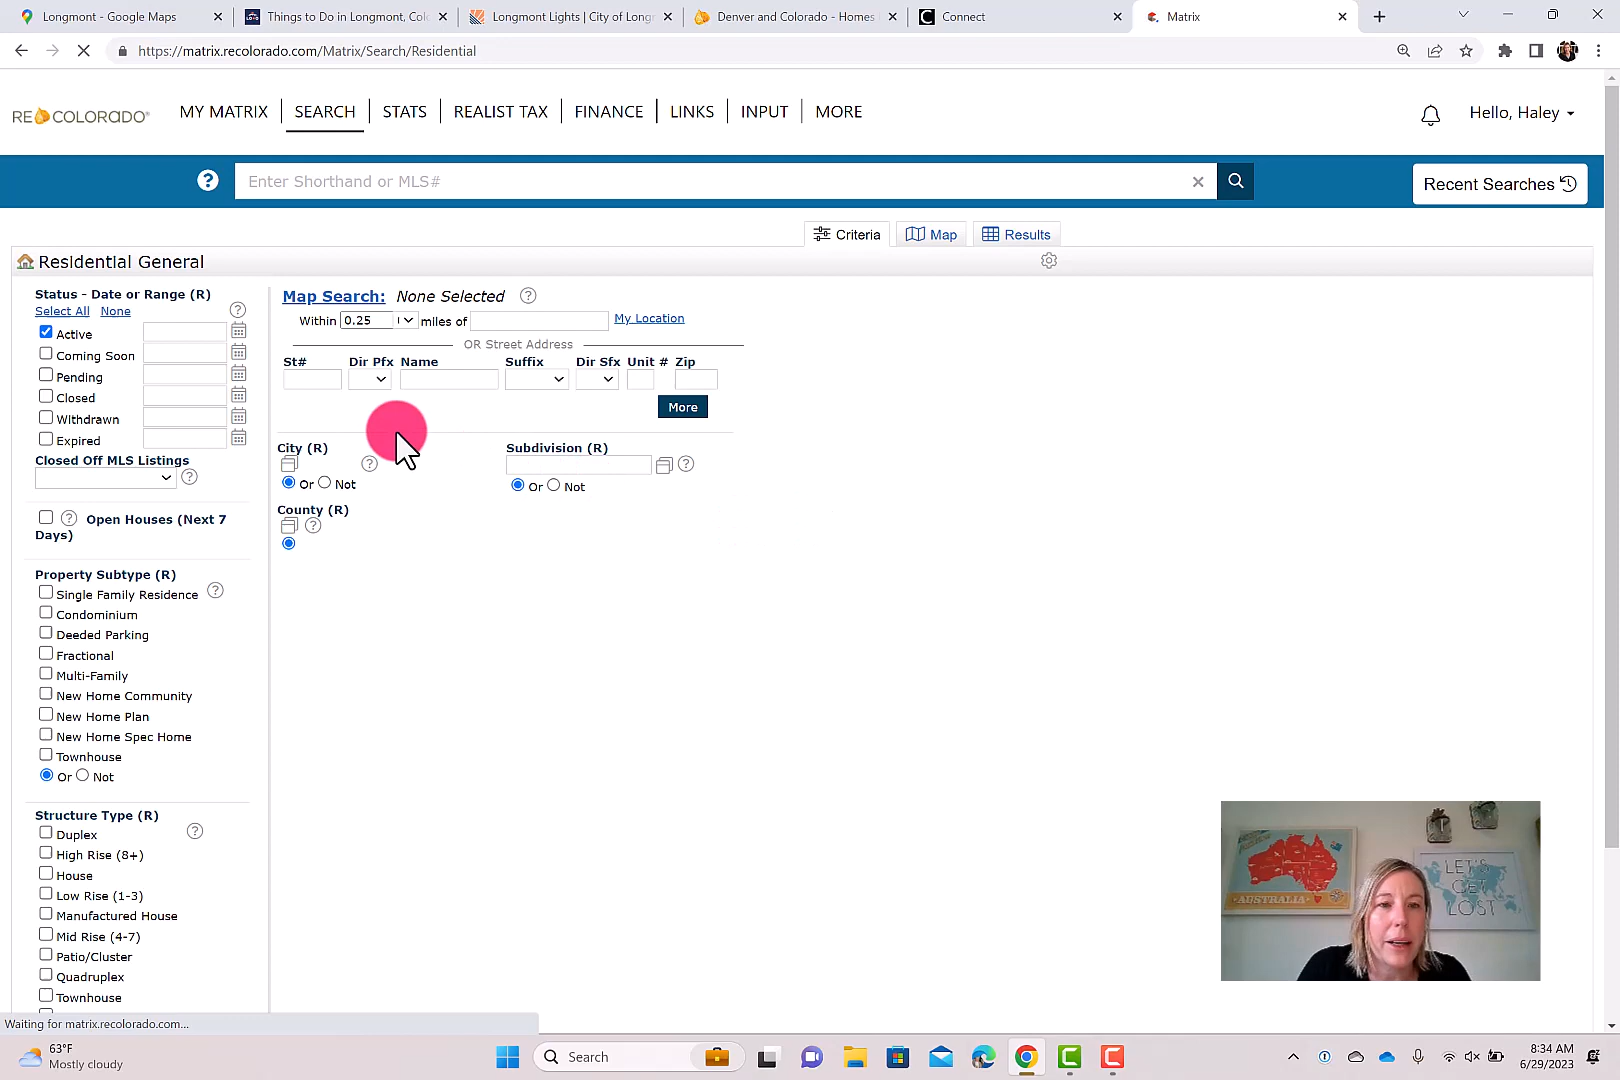 Longmont - Google Maps
Things to Do in Longmont, Colo
Longmont Lights | City of Long
Denver and Colorado - Homes
Connect
Matrix
https://matrix.recolorado.com/Matrix/Search/Residential
RECOLORADO®
MY MATRIX
SEARCH
STATS
REALIST TAX
FINANCE
LINKS
INPUT
MORE
Hello, Haley
Enter Shorthand or MLS#
Recent Searches
Criteria
Map
Results
Residential General
Status - Date or Range (R)
Select All None
Active
Coming Soon
Pending
Closed
Withdrawn
Expired
Closed Off MLS Listings
Open Houses (Next 7
Days)
Property Subtype (R)
Single Family Residence
Condominium
Deeded Parking
Fractional
Multi-Family
New Home Community
New Home Plan
New Home Spec Home
Townhouse
Or Not
Structure Type (R)
Duplex
High Rise (8+)
House
Low Rise (1-3)
Manufactured House
Mid Rise (4-7)
Patio/Cluster
Quadruplex
Townhouse
Map Search: None Selected
Within 0.25 miles of My Location
OR Street Address
St# Dir Pfx Name Suffix Dir Sfx Unit # Zip
More
City (R)
Or Not
Subdivision (R)
Or Not
County (R)
AUSTRALIA
LET'S
GET
LOST
Waiting for matrix.recolorado.com...
63°F
Mostly cloudy
Search
8:34 AM
6/29/2023